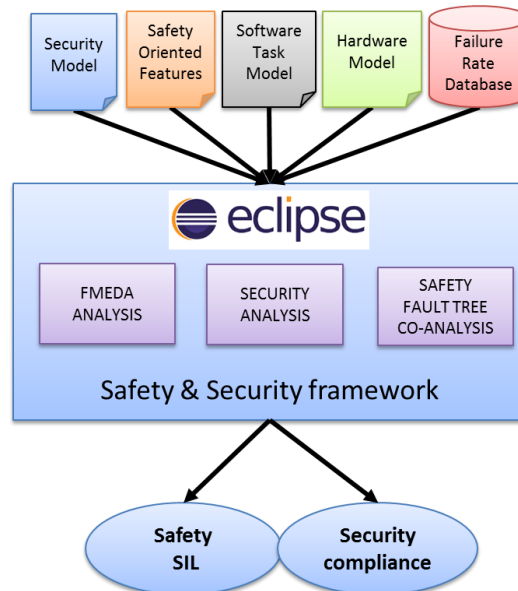 Security
Model
Safety
Oriented
Features
Software
Task
Model
Hardware
Model
Failure
Rate
Database
eclipse
FMEDA
ANALYSIS
SECURITY
ANALYSIS
SAFETY
FAULT TREE
CO-ANALYSIS
Safety & Security framework
Safety
SIL
Security
compliance